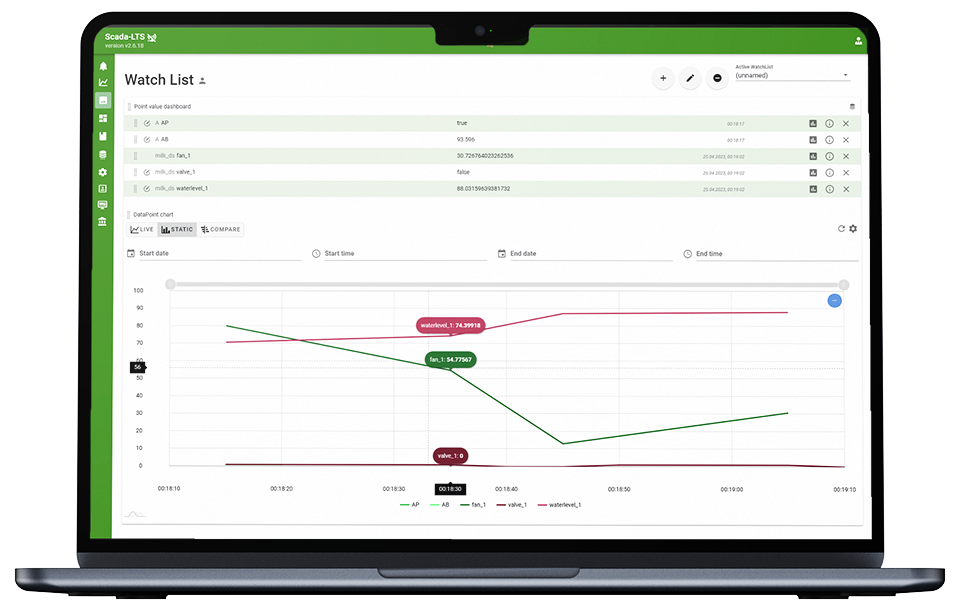 Scada-LTS
version v2.6.18
Watch List
Active WatchList
(unnamed)
Point value dashboard
A AP true 00:18:17
A AB 93.596 00:18:17
milk_ds fan_1 30.726764023262536 23.04.2023, 00:19:02
milk_ds valve_1 false 23.04.2023, 00:19:02
milk_ds waterlevel_1 88.03159639381732 23.04.2023, 00:19:02
DataPoint chart
LIVE STATIC COMPARE
Start date Start time End date End time
100
90
80
waterlevel_1: 74.39918
70
60
fan_1: 54.77567
56
50
40
30
20
10
valve_1: 0
0
00:18:10 00:18:20 00:18:30 00:18:30 00:18:40 00:18:50 00:19:00 00:19:10
AP AB fan_1 valve_1 waterlevel_1